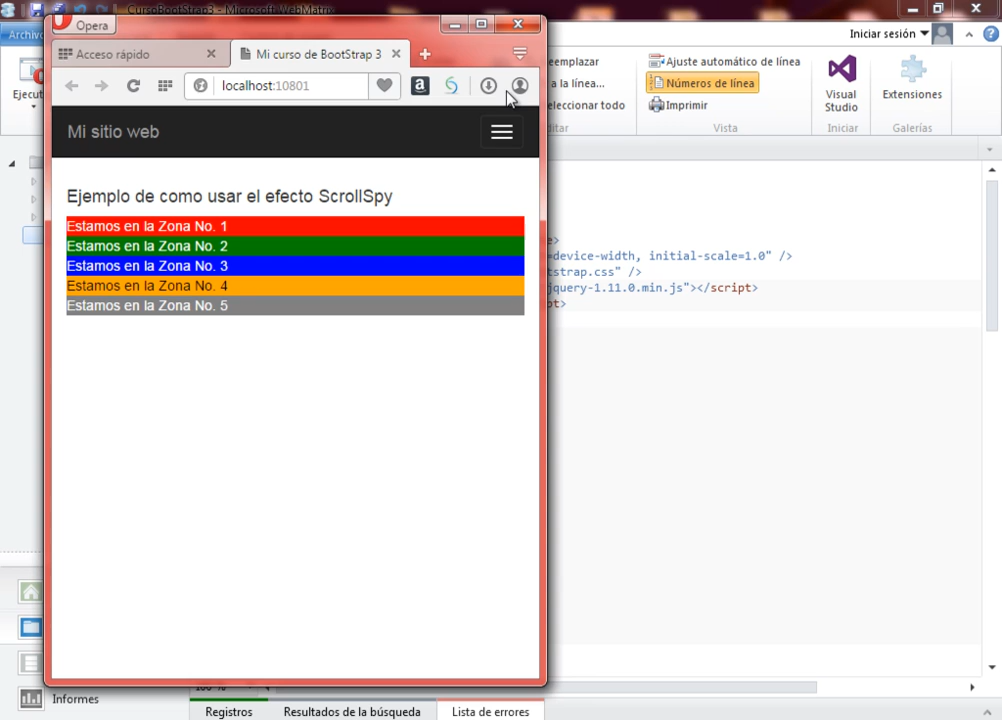 CursoBootStrap3 - Microsoft WebMatrix
Opera
Archivo
Iniciar sesión
Acceso rápido
Mi curso de BootStrap 3
localhost:10801
Ejecut
eemplazar
a la línea...
eleccionar todo
itar
Ajuste automático de línea
Números de línea
Imprimir
Vista
Visual
Studio
Iniciar
Extensiones
Galerías
Mi sitio web
Ejemplo de como usar el efecto ScrollSpy
Estamos en la Zona No. 1
Estamos en la Zona No. 2
Estamos en la Zona No. 3
Estamos en la Zona No. 4
Estamos en la Zona No. 5
e>
=device-width, initial-scale=1.0" />
tstrap.css" />
jquery-1.11.0.min.js"></script>
pt>
Informes
Registros
Resultados de la búsqueda
Lista de errores